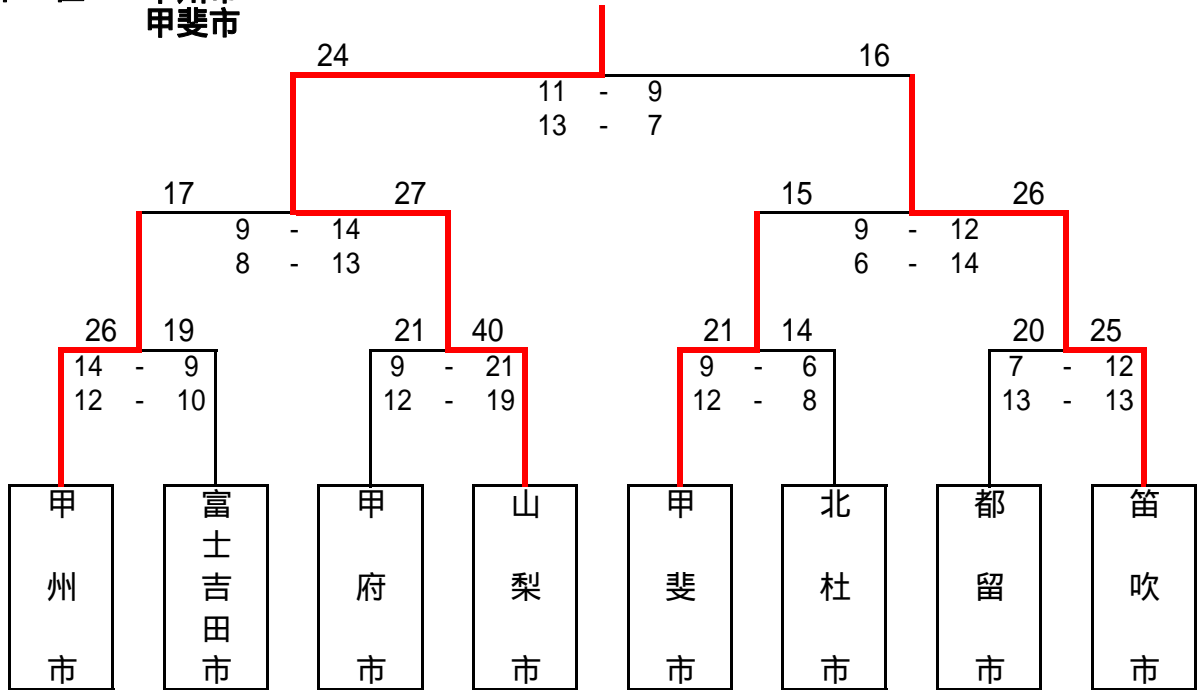 甲斐市
24 16
11 - 9
13 - 7
17 27 15 26
9 - 14 9 - 12
8 - 13 6 - 14
26 19 21 40 21 14 20 25
14 - 9 9 - 21 9 - 6 7 - 12
12 - 10 12 - 19 12 - 8 13 - 13
甲州市
富士吉田市
甲府市
山梨市
甲斐市
北杜市
都留市
笛吹市